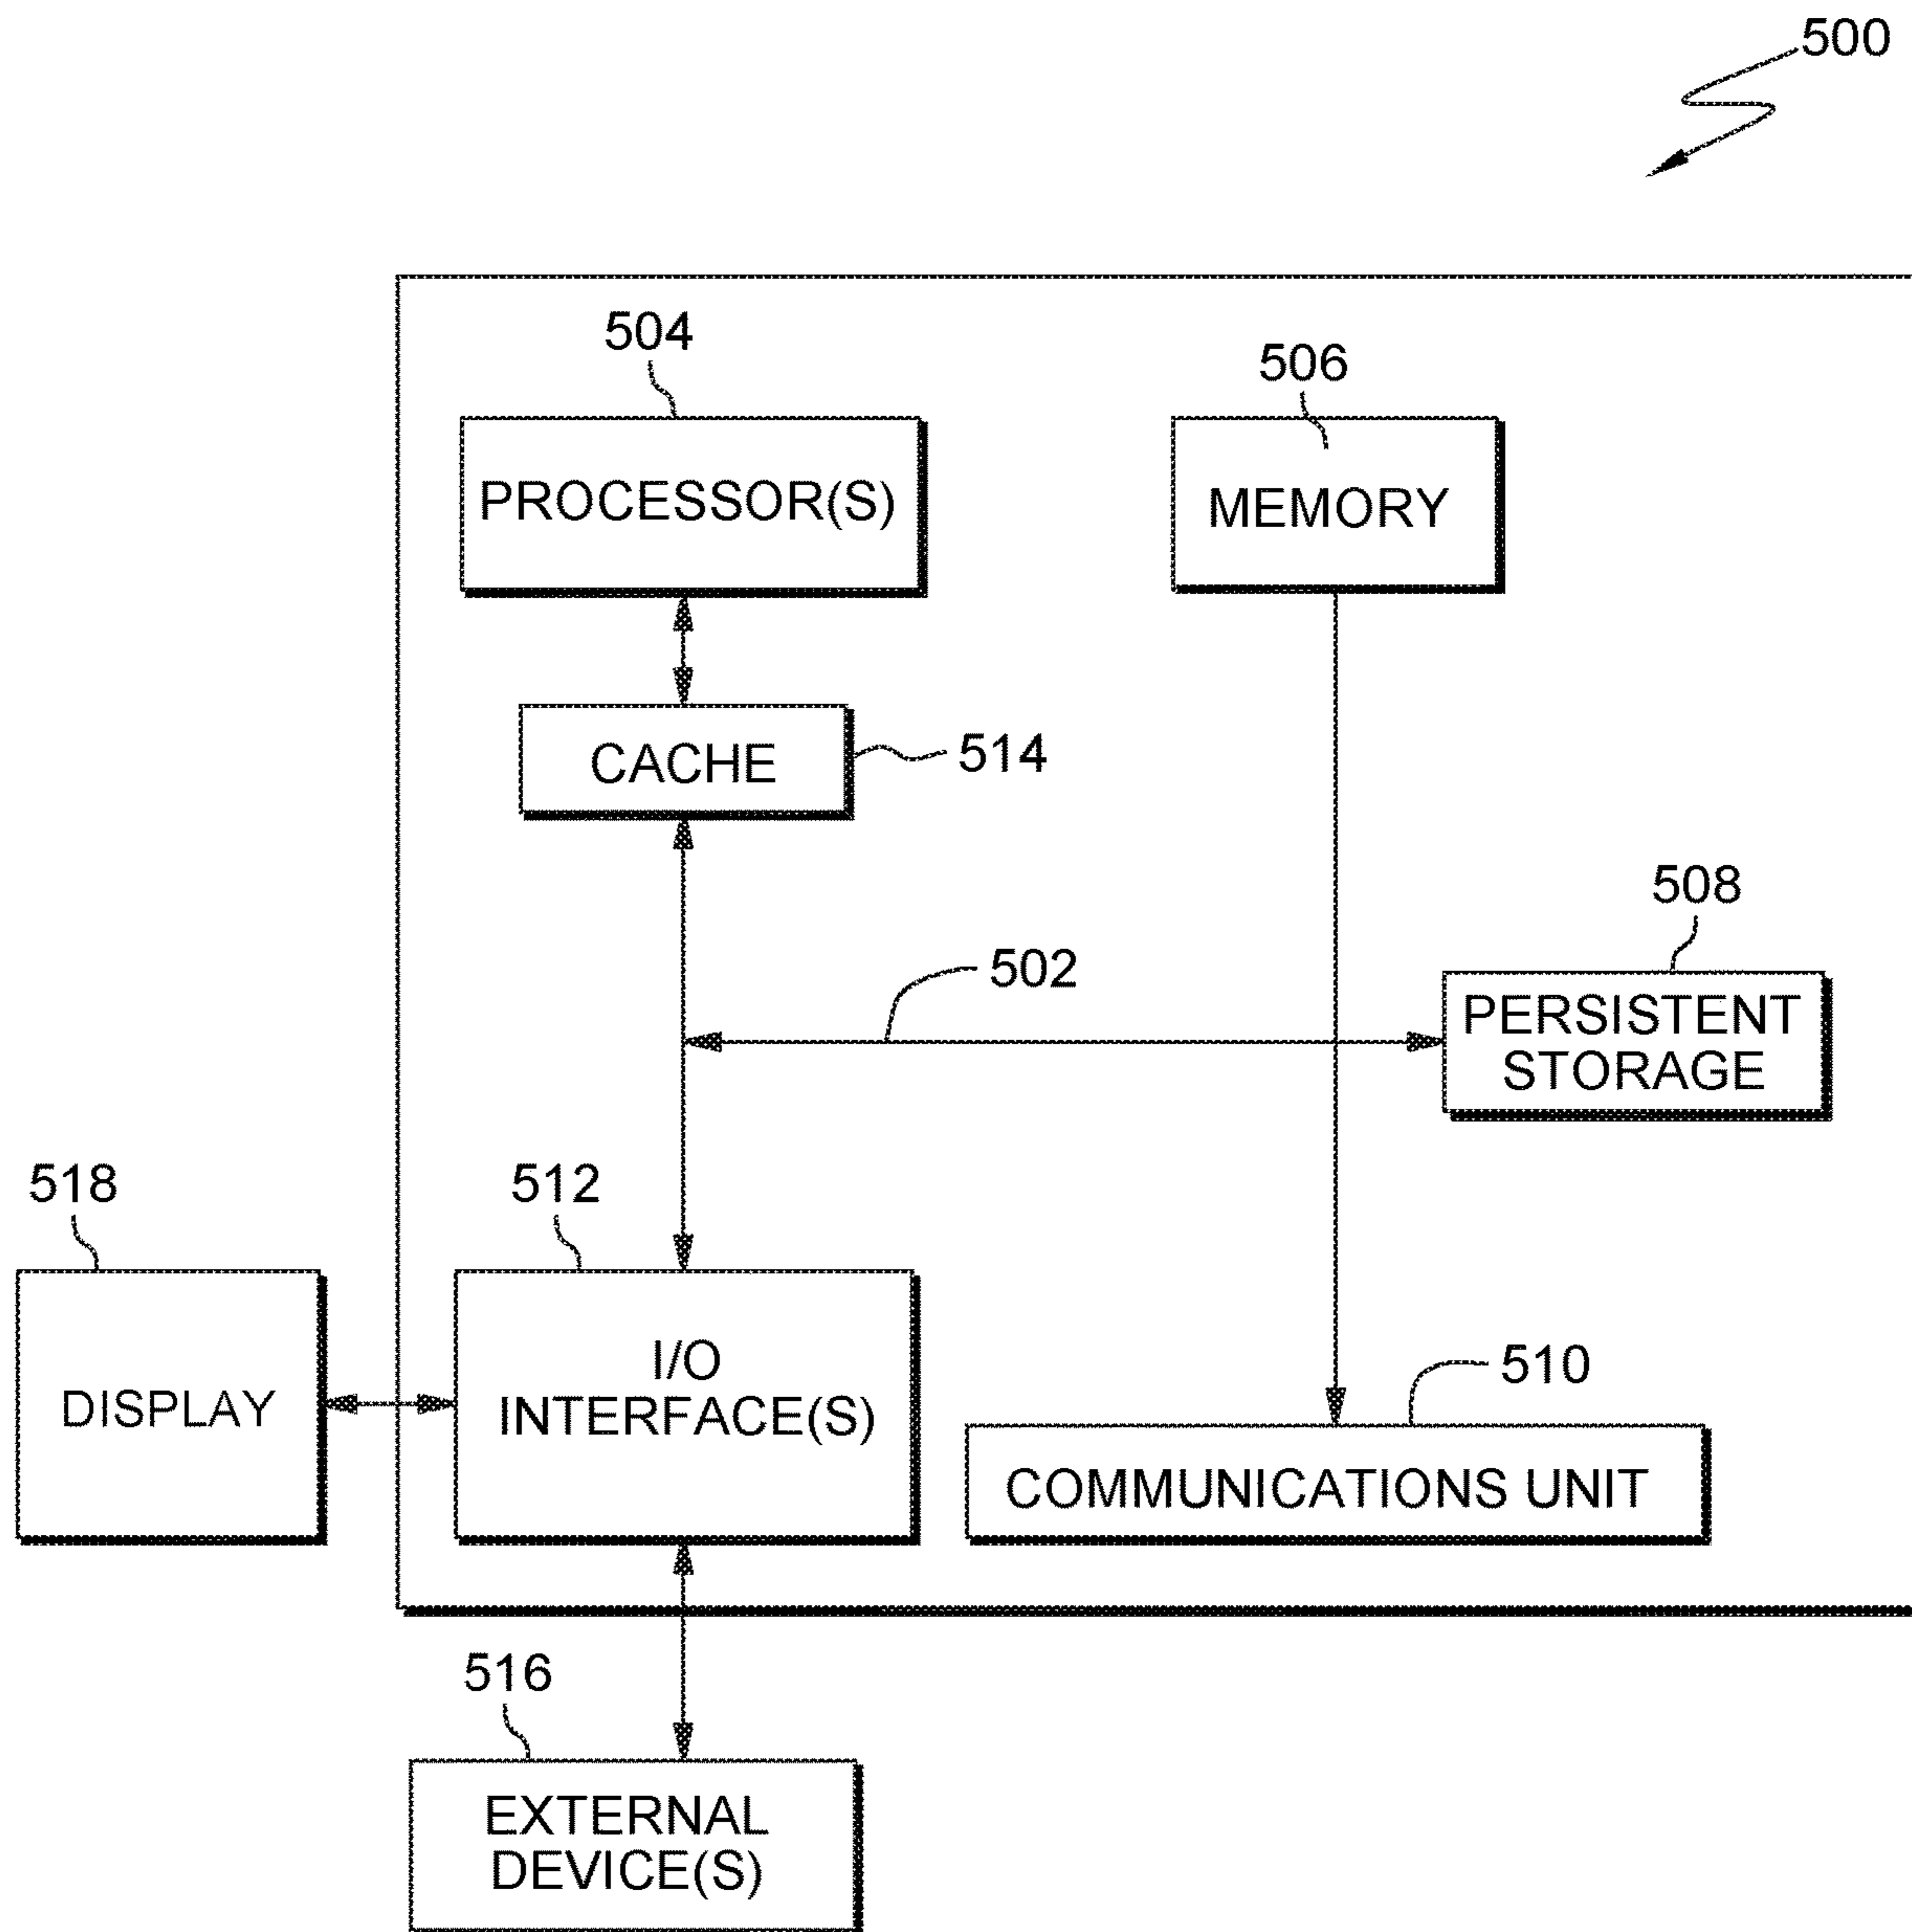 500
504
506
PROCESSOR(S)
MEMORY
CACHE
514
508
502
PERSISTENT
STORAGE
518
512
I/O
INTERFACE(S)
DISPLAY
510
COMMUNICATIONS UNIT
516
EXTERNAL
DEVICE(S)